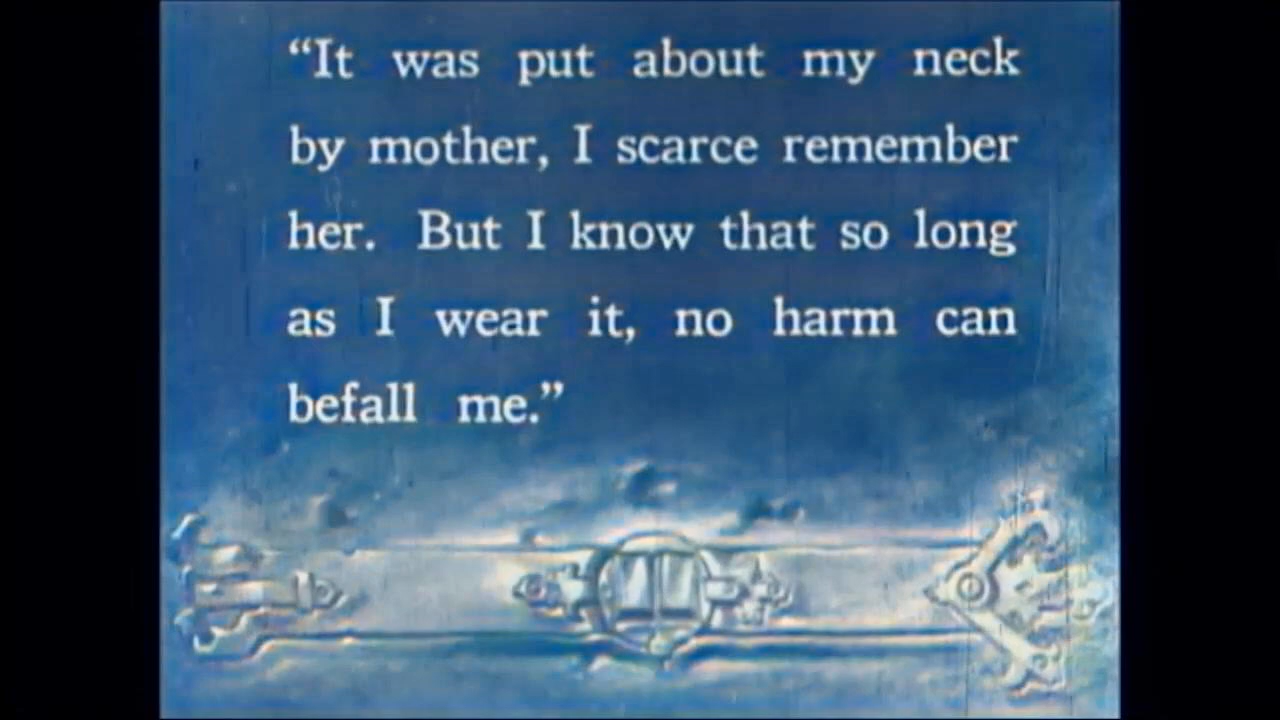 “It was put about my neck
by mother, I scarce remember
her. But I know that so long
as I wear it, no harm can
befall me.”